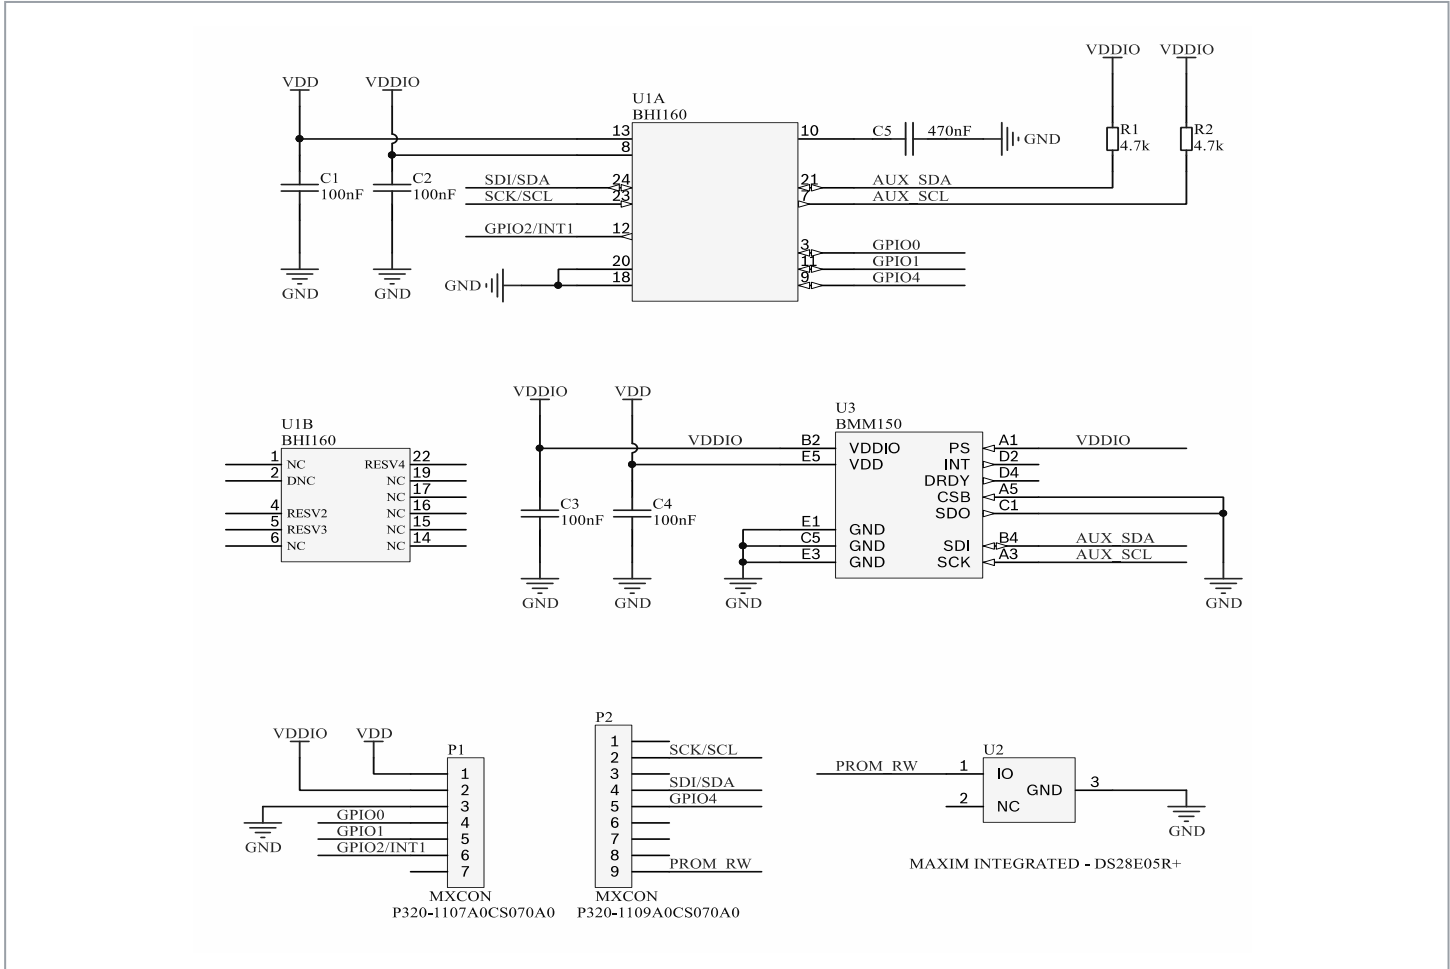 VDDIO VDDIO
VDD VDDIO
U1A
BHI160
13 10 C5 470nF GND R1 R2
8 4.7k 4.7k
C1 C2 SDI/SDA 24 21 AUX_SDA
100nF 100nF SCK/SCL 23 7 AUX_SCL
GPIO2/INT1 12
3 GPIO0
20 11 GPIO1
GND 18 9 GPIO4
GND GND
VDDIO VDD
U3
BMM150
U1B
BHI160
VDDIO B2 VDDIO PS A1 VDDIO
1 NC RESV4 22 E5 VDD INT D2
2 DNC NC 19 DRDY D4
NC 17 CSB A5
4 RESV2 NC 16 C3 C4 SDO C1
100nF 100nF
5 RESV3 NC 15 E1 GND
6 NC NC 14 C5 GND SDI B4 AUX_SDA
E3 GND SCK A3 AUX_SCL
GND GND GND GND
P2
VDDIO VDD P1
1
2 SCK/SCL
U2
1 3 PROM_RW 1 IO
2 4 SDI/SDA GND 3
3 5 GPIO4 2 NC
GPIO0 4 6
GND GPIO1 5 7 GND
GPIO2/INT1 6 8
7 9 PROM_RW MAXIM INTEGRATED - DS28E05R+
MXCON MXCON
P320-1107A0CS070A0 P320-1109A0CS070A0